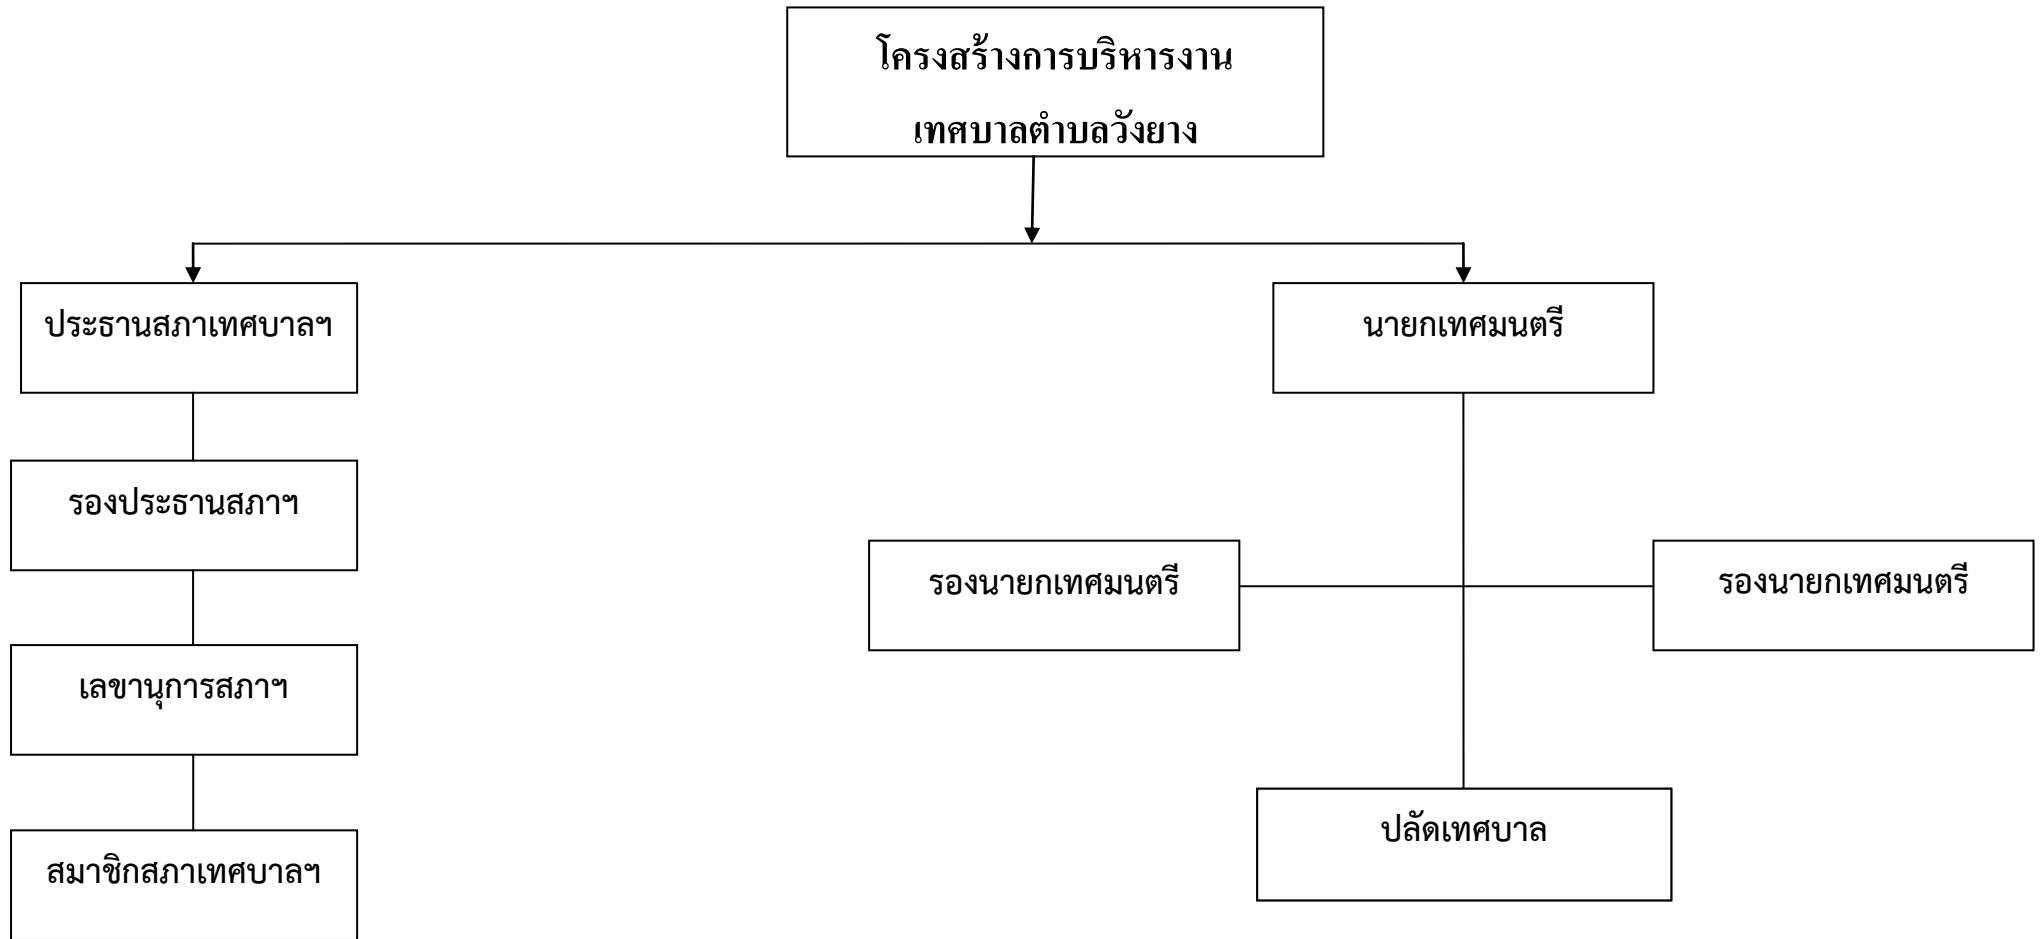 โครงสร้างการบริหารงาน
เทศบาลตำบลวังยาง
ประธานสภาเทศบาลฯ
นายกเทศมนตรี
รองประธานสภาฯ
รองนายกเทศมนตรี
รองนายกเทศมนตรี
เลขานุการสภาฯ
ปลัดเทศบาล
สมาชิกสภาเทศบาลฯ